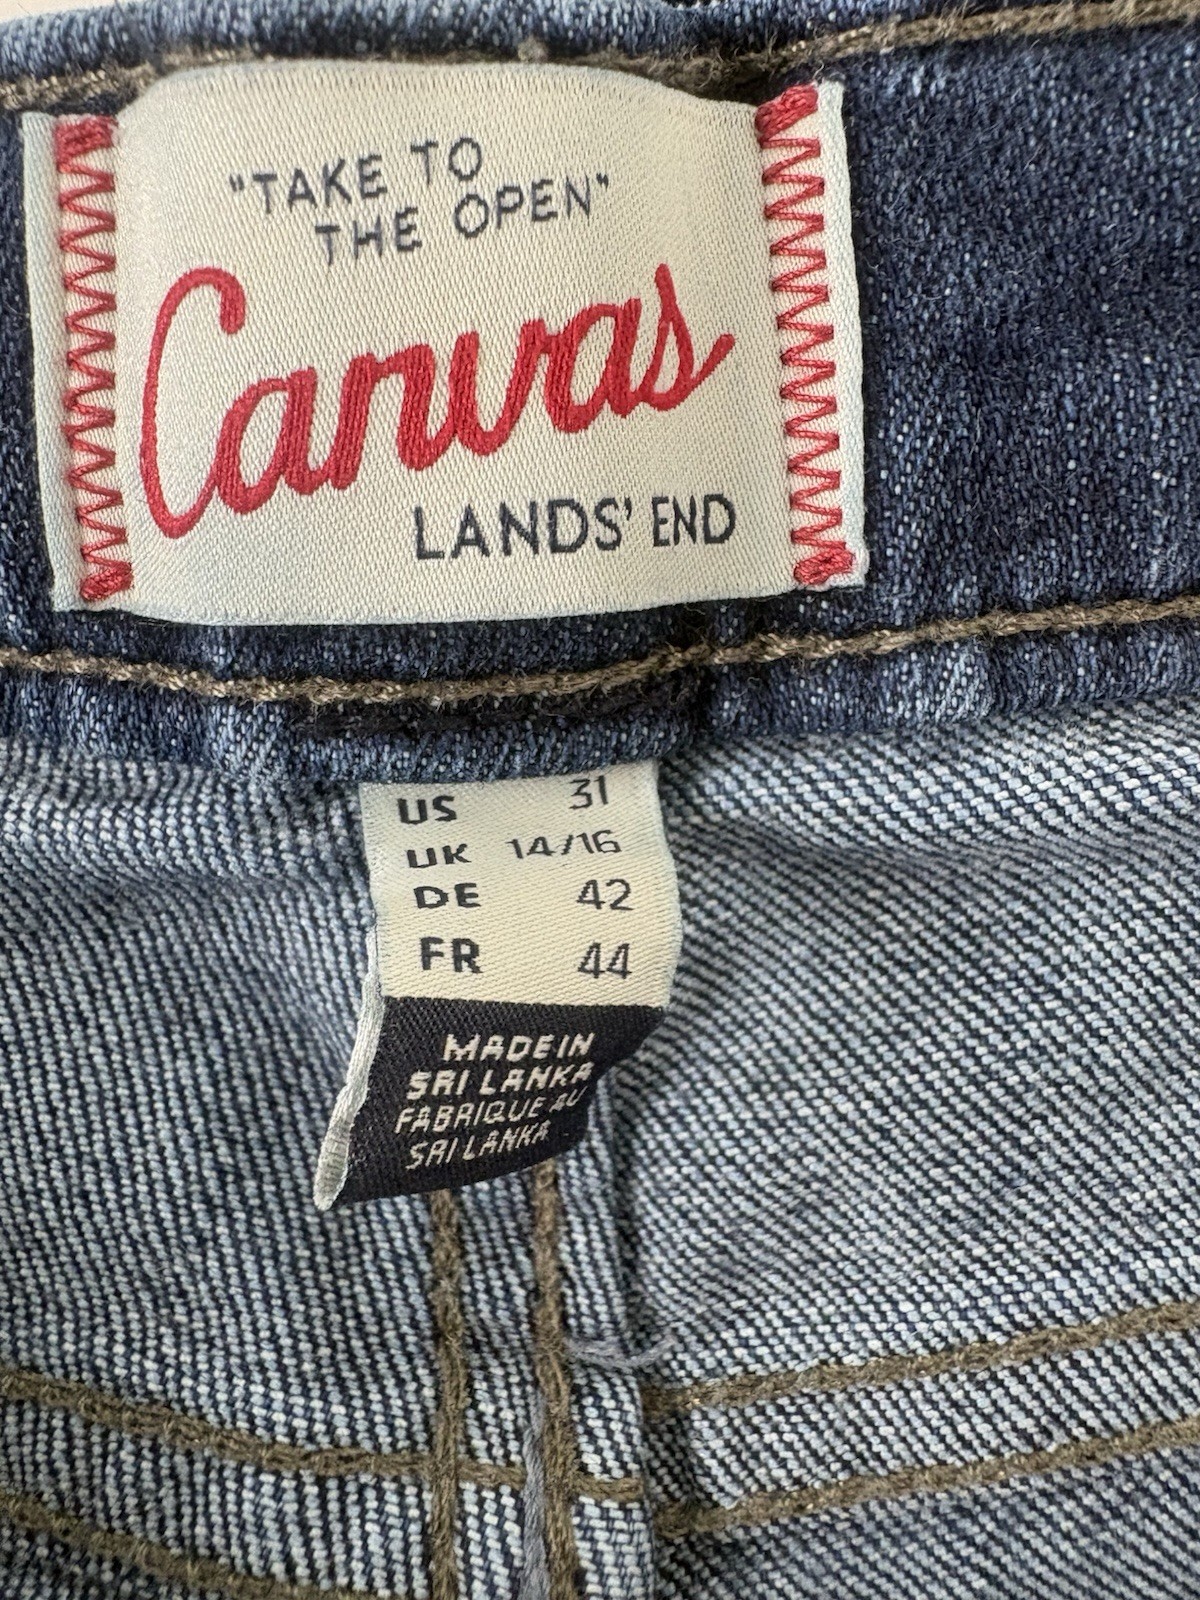 "TAKE TO
THE OPEN"
Canvas
LANDS' END
US 31
UK 14/16
DE 42
FR 44
MADE IN
SRI LANKA
FABRIQUE AU
SRI LANKA